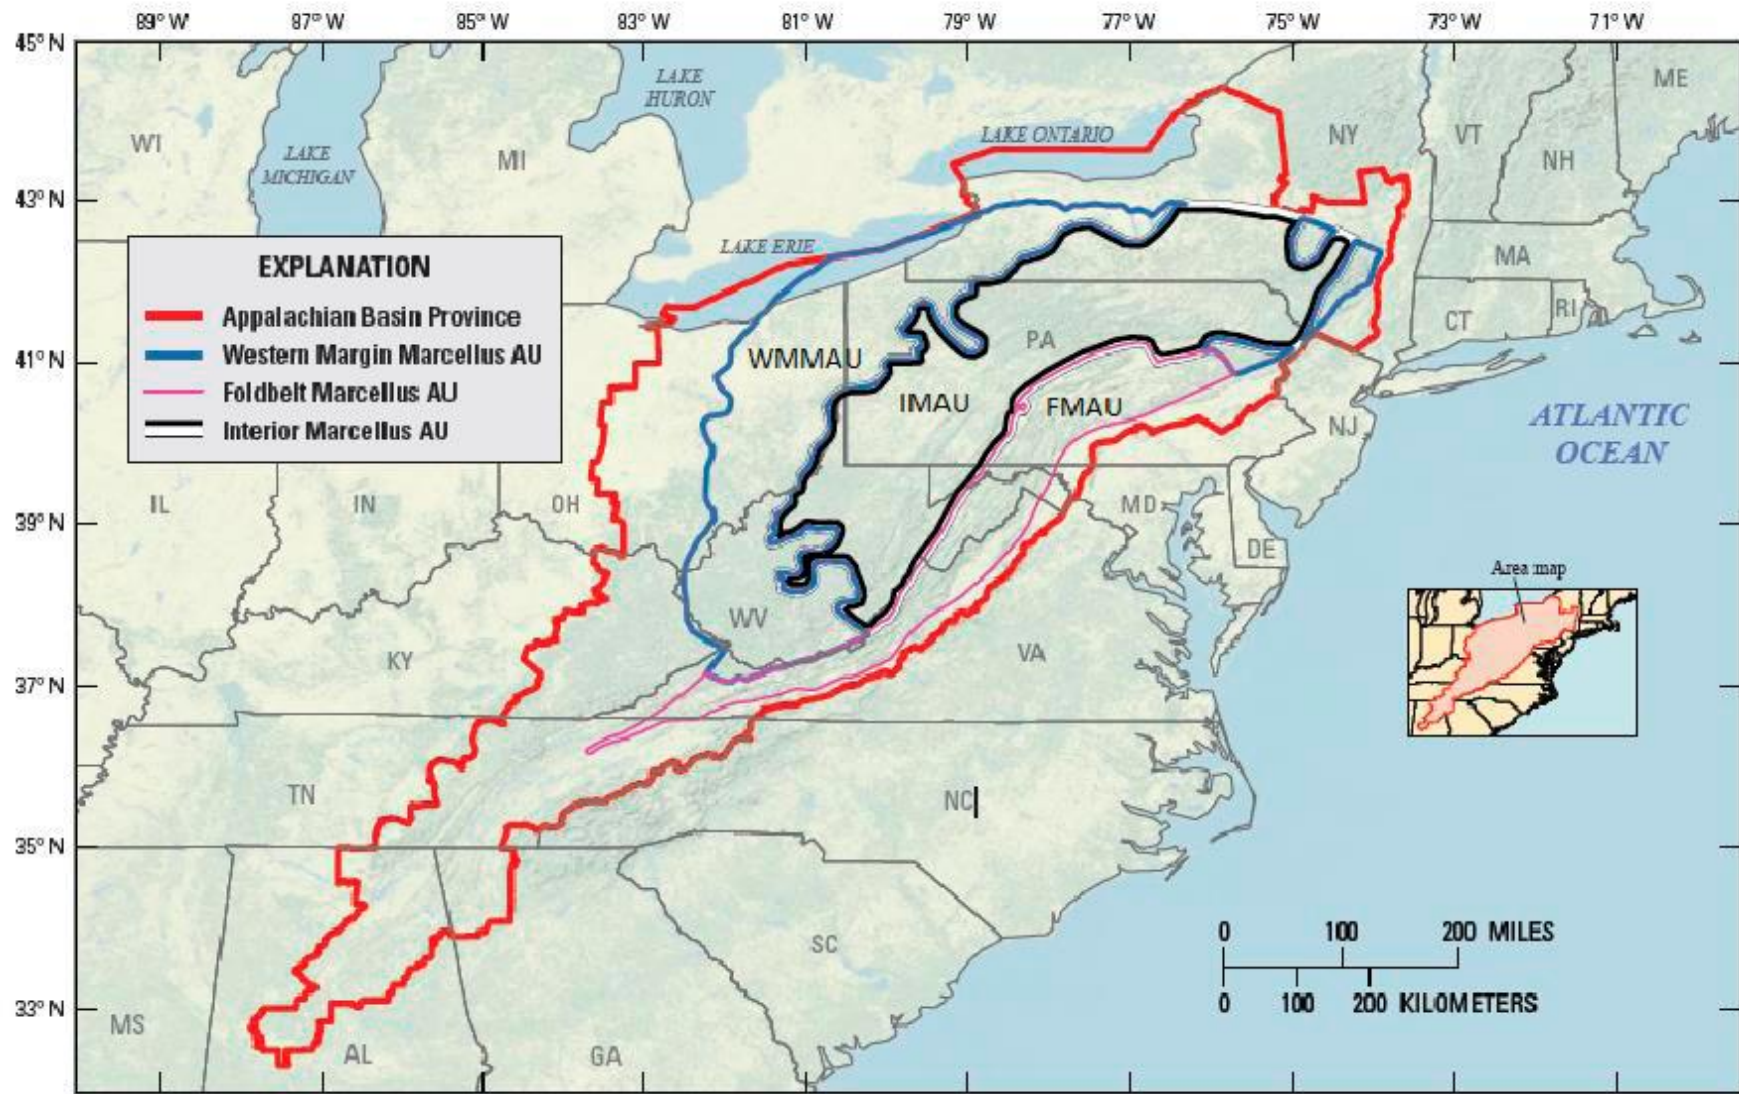 89° W 87° W 85° W 83° W 81° W 79° W 77° W 75° W 73° W 71° W
45° N
LAKE
HURON
ME
WI
LAKE
MICHIGAN
MI
LAKE ONTARIO
NY
VT
NH
43° N
LAKE ERIE
MA
CT
RI
EXPLANATION
Appalachian Basin Province
Western Margin Marcellus AU
Foldbelt Marcellus AU
Interior Marcellus AU
41° N
WMMAU
PA
IMAU
FMAU
NJ
ATLANTIC
OCEAN
IL
IN
OH
MD
39° N
DE
Area map
WV
KY
VA
37° N
TN
NC
35° N
SC
0 100 200 MILES
0 100 200 KILOMETERS
33° N
MS
AL
GA